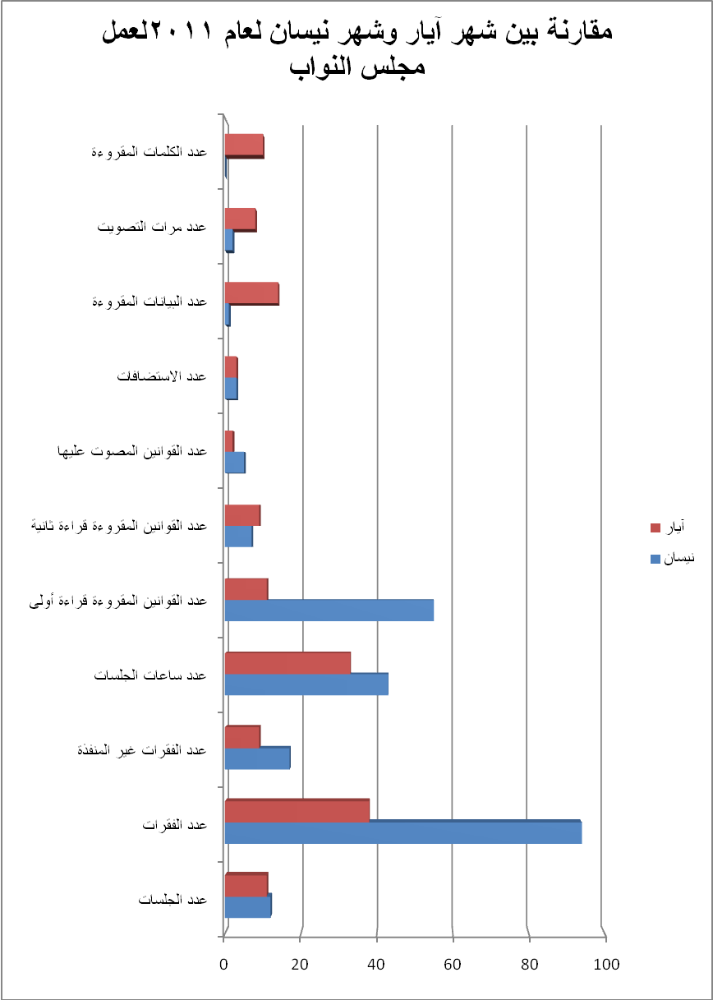 مقارنة بين شهر آيار وشهر نيسان لعام ٢٠١١لعمل
مجلس النواب
عدد الكلمات المقروءة
عدد مرات التصويت
عدد البيانات المقروءة
عدد الاستضافات
عدد القوانين المصوت عليها
عدد القوانين المقروءة قراءة ثانية
عدد القوانين المقروءة قراءة أولى
عدد ساعات الجلسات
عدد الفقرات غير المنفذة
عدد الفقرات
عدد الجلسات
0 20 40 60 80 100
آيار
نيسان